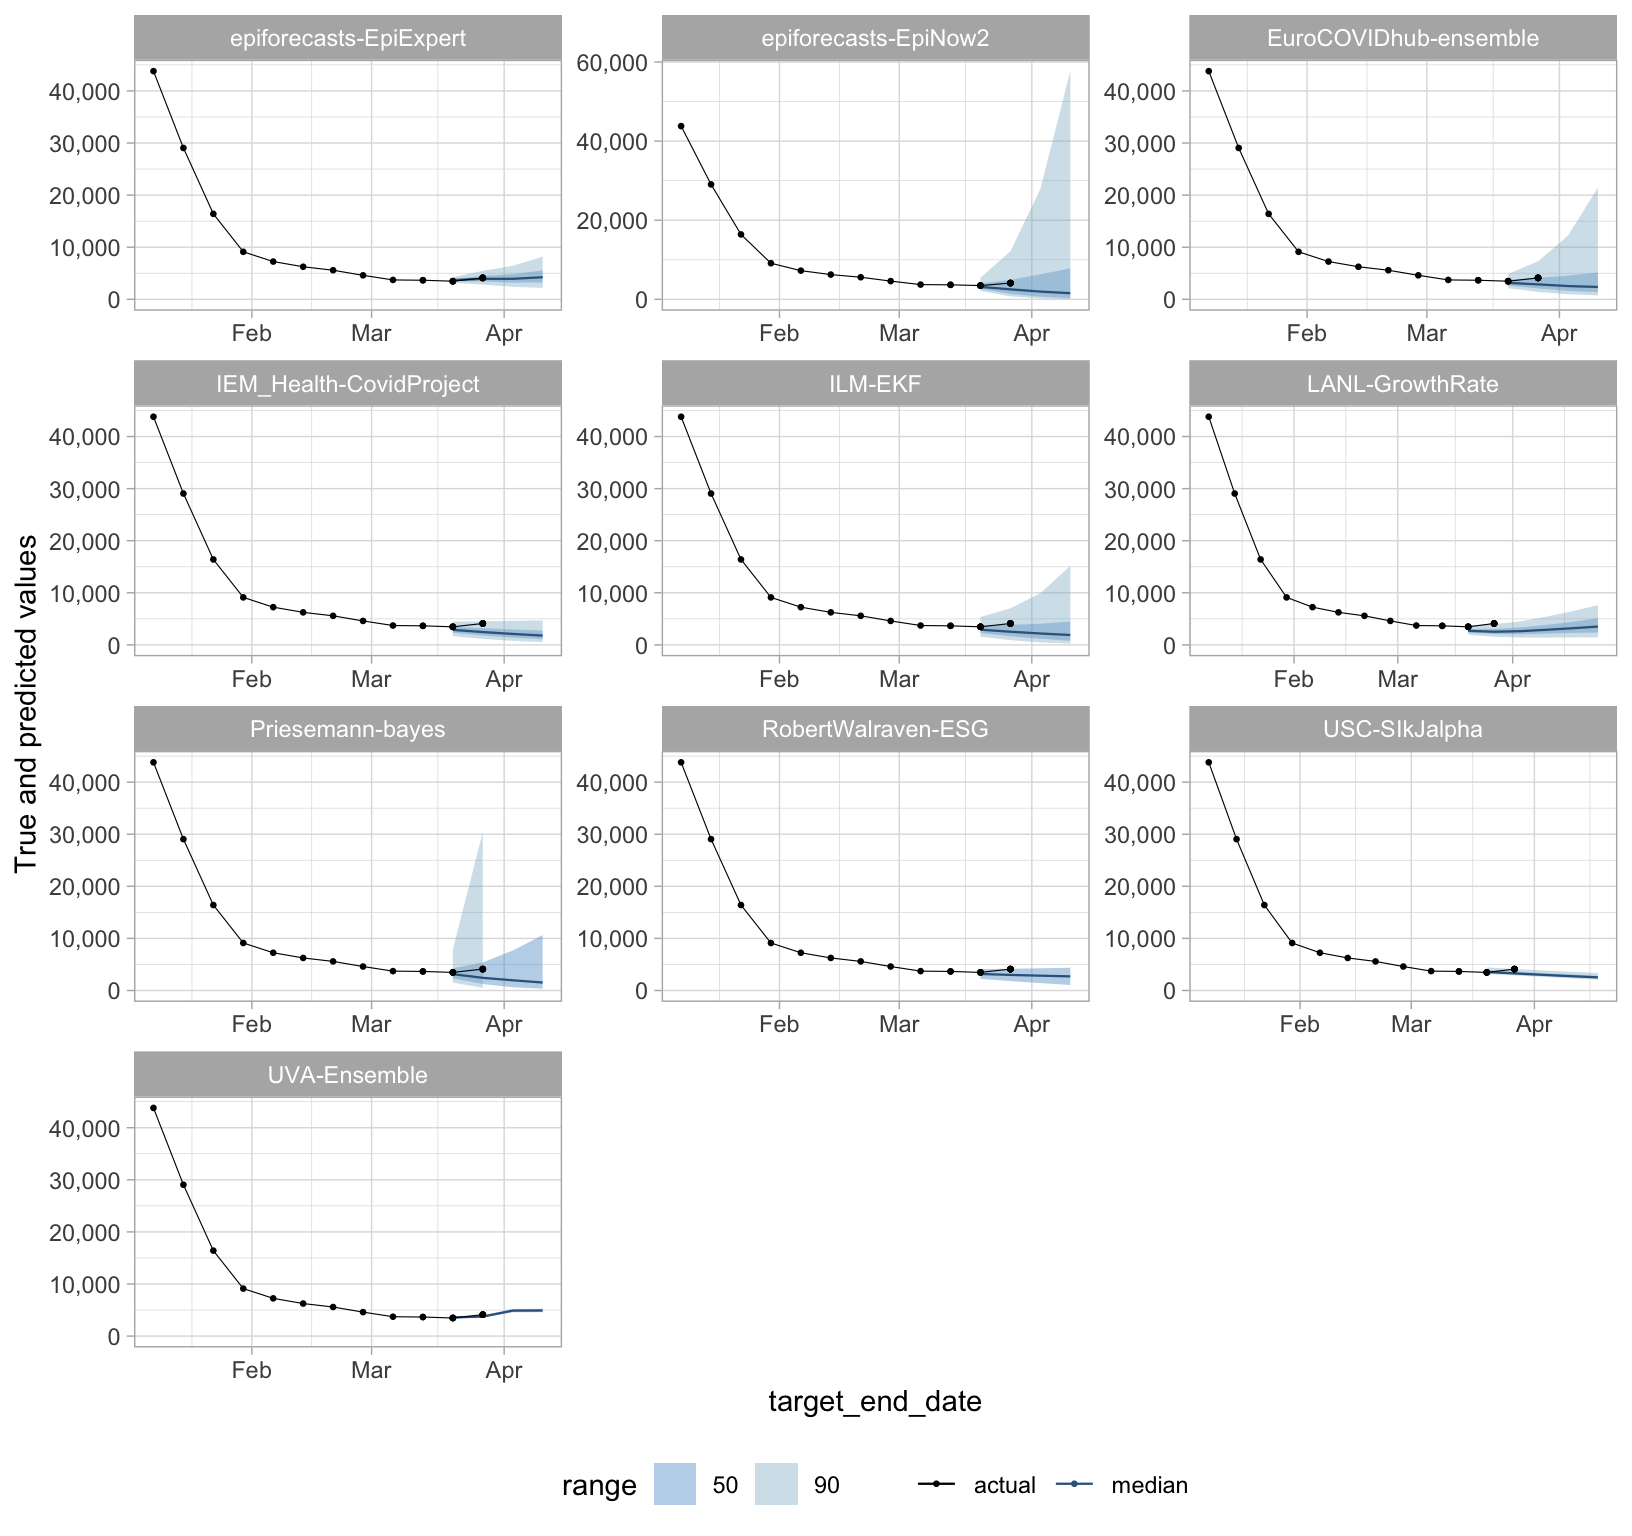 epiforecasts-EpiExpert epiforecasts-EpiNow2 EuroCOVIDhub-ensemble
40,000 60,000 40,000
30,000 40,000 30,000
20,000 20,000 20,000
10,000 10,000
0 0 0
Feb Mar Apr Feb Mar Apr Feb Mar Apr
IEM_Health-CovidProject ILM-EKF LANL-GrowthRate
40,000 40,000 40,000
30,000 30,000 30,000
20,000 20,000 20,000
10,000 10,000 10,000
0 0 0
Feb Mar Apr Feb Mar Apr Feb Mar Apr
True and predicted values
Priesemann-bayes RobertWalraven-ESG USC-SIkJalpha
40,000 40,000 40,000
30,000 30,000 30,000
20,000 20,000 20,000
10,000 10,000 10,000
0 0 0
Feb Mar Apr Feb Mar Apr Feb Mar Apr
UVA-Ensemble
40,000
30,000
20,000
10,000
0
Feb Mar Apr
target_end_date
range 50 90 actual median